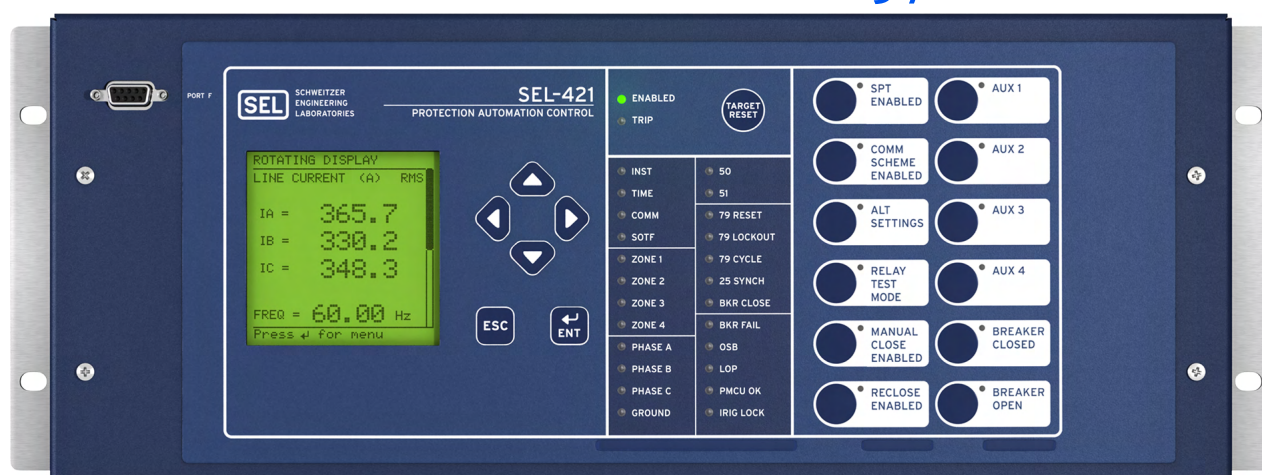 PORT F
SEL
SCHWEITZER
ENGINEERING
LABORATORIES
SEL-421
PROTECTION AUTOMATION CONTROL
ROTATING DISPLAY
LINE CURRENT (A) RMS
IA = 365.7
IB = 330.2
IC = 348.3
FREQ = 60.00 Hz
Press ↵ for menu
ESC
↵
ENT
ENABLED
TRIP
TARGET
RESET
INST
TIME
COMM
SOTF
ZONE 1
ZONE 2
ZONE 3
ZONE 4
PHASE A
PHASE B
PHASE C
GROUND
50
51
79 RESET
79 LOCKOUT
79 CYCLE
25 SYNCH
BKR CLOSE
BKR FAIL
OSB
LOP
PMCU OK
IRIG LOCK
SPT
ENABLED
COMM
SCHEME
ENABLED
ALT
SETTINGS
RELAY
TEST
MODE
MANUAL
CLOSE
ENABLED
RECLOSE
ENABLED
AUX 1
AUX 2
AUX 3
AUX 4
BREAKER
CLOSED
BREAKER
OPEN